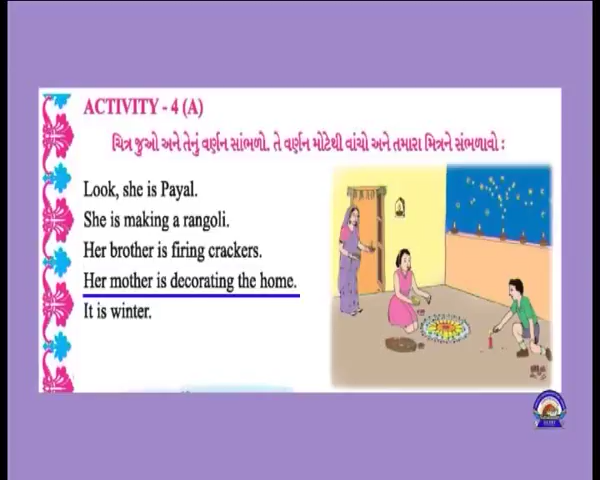 ACTIVITY - 4 (A)
ચિત્ર જુઓ અને તેનું વર્ણન સાંભળો. તે વર્ણન મોટેથી વાંચો અને તમારા મિત્રને સંભળાવો :
Look, she is Payal.
She is making a rangoli.
Her brother is firing crackers.
Her mother is decorating the home.
It is winter.